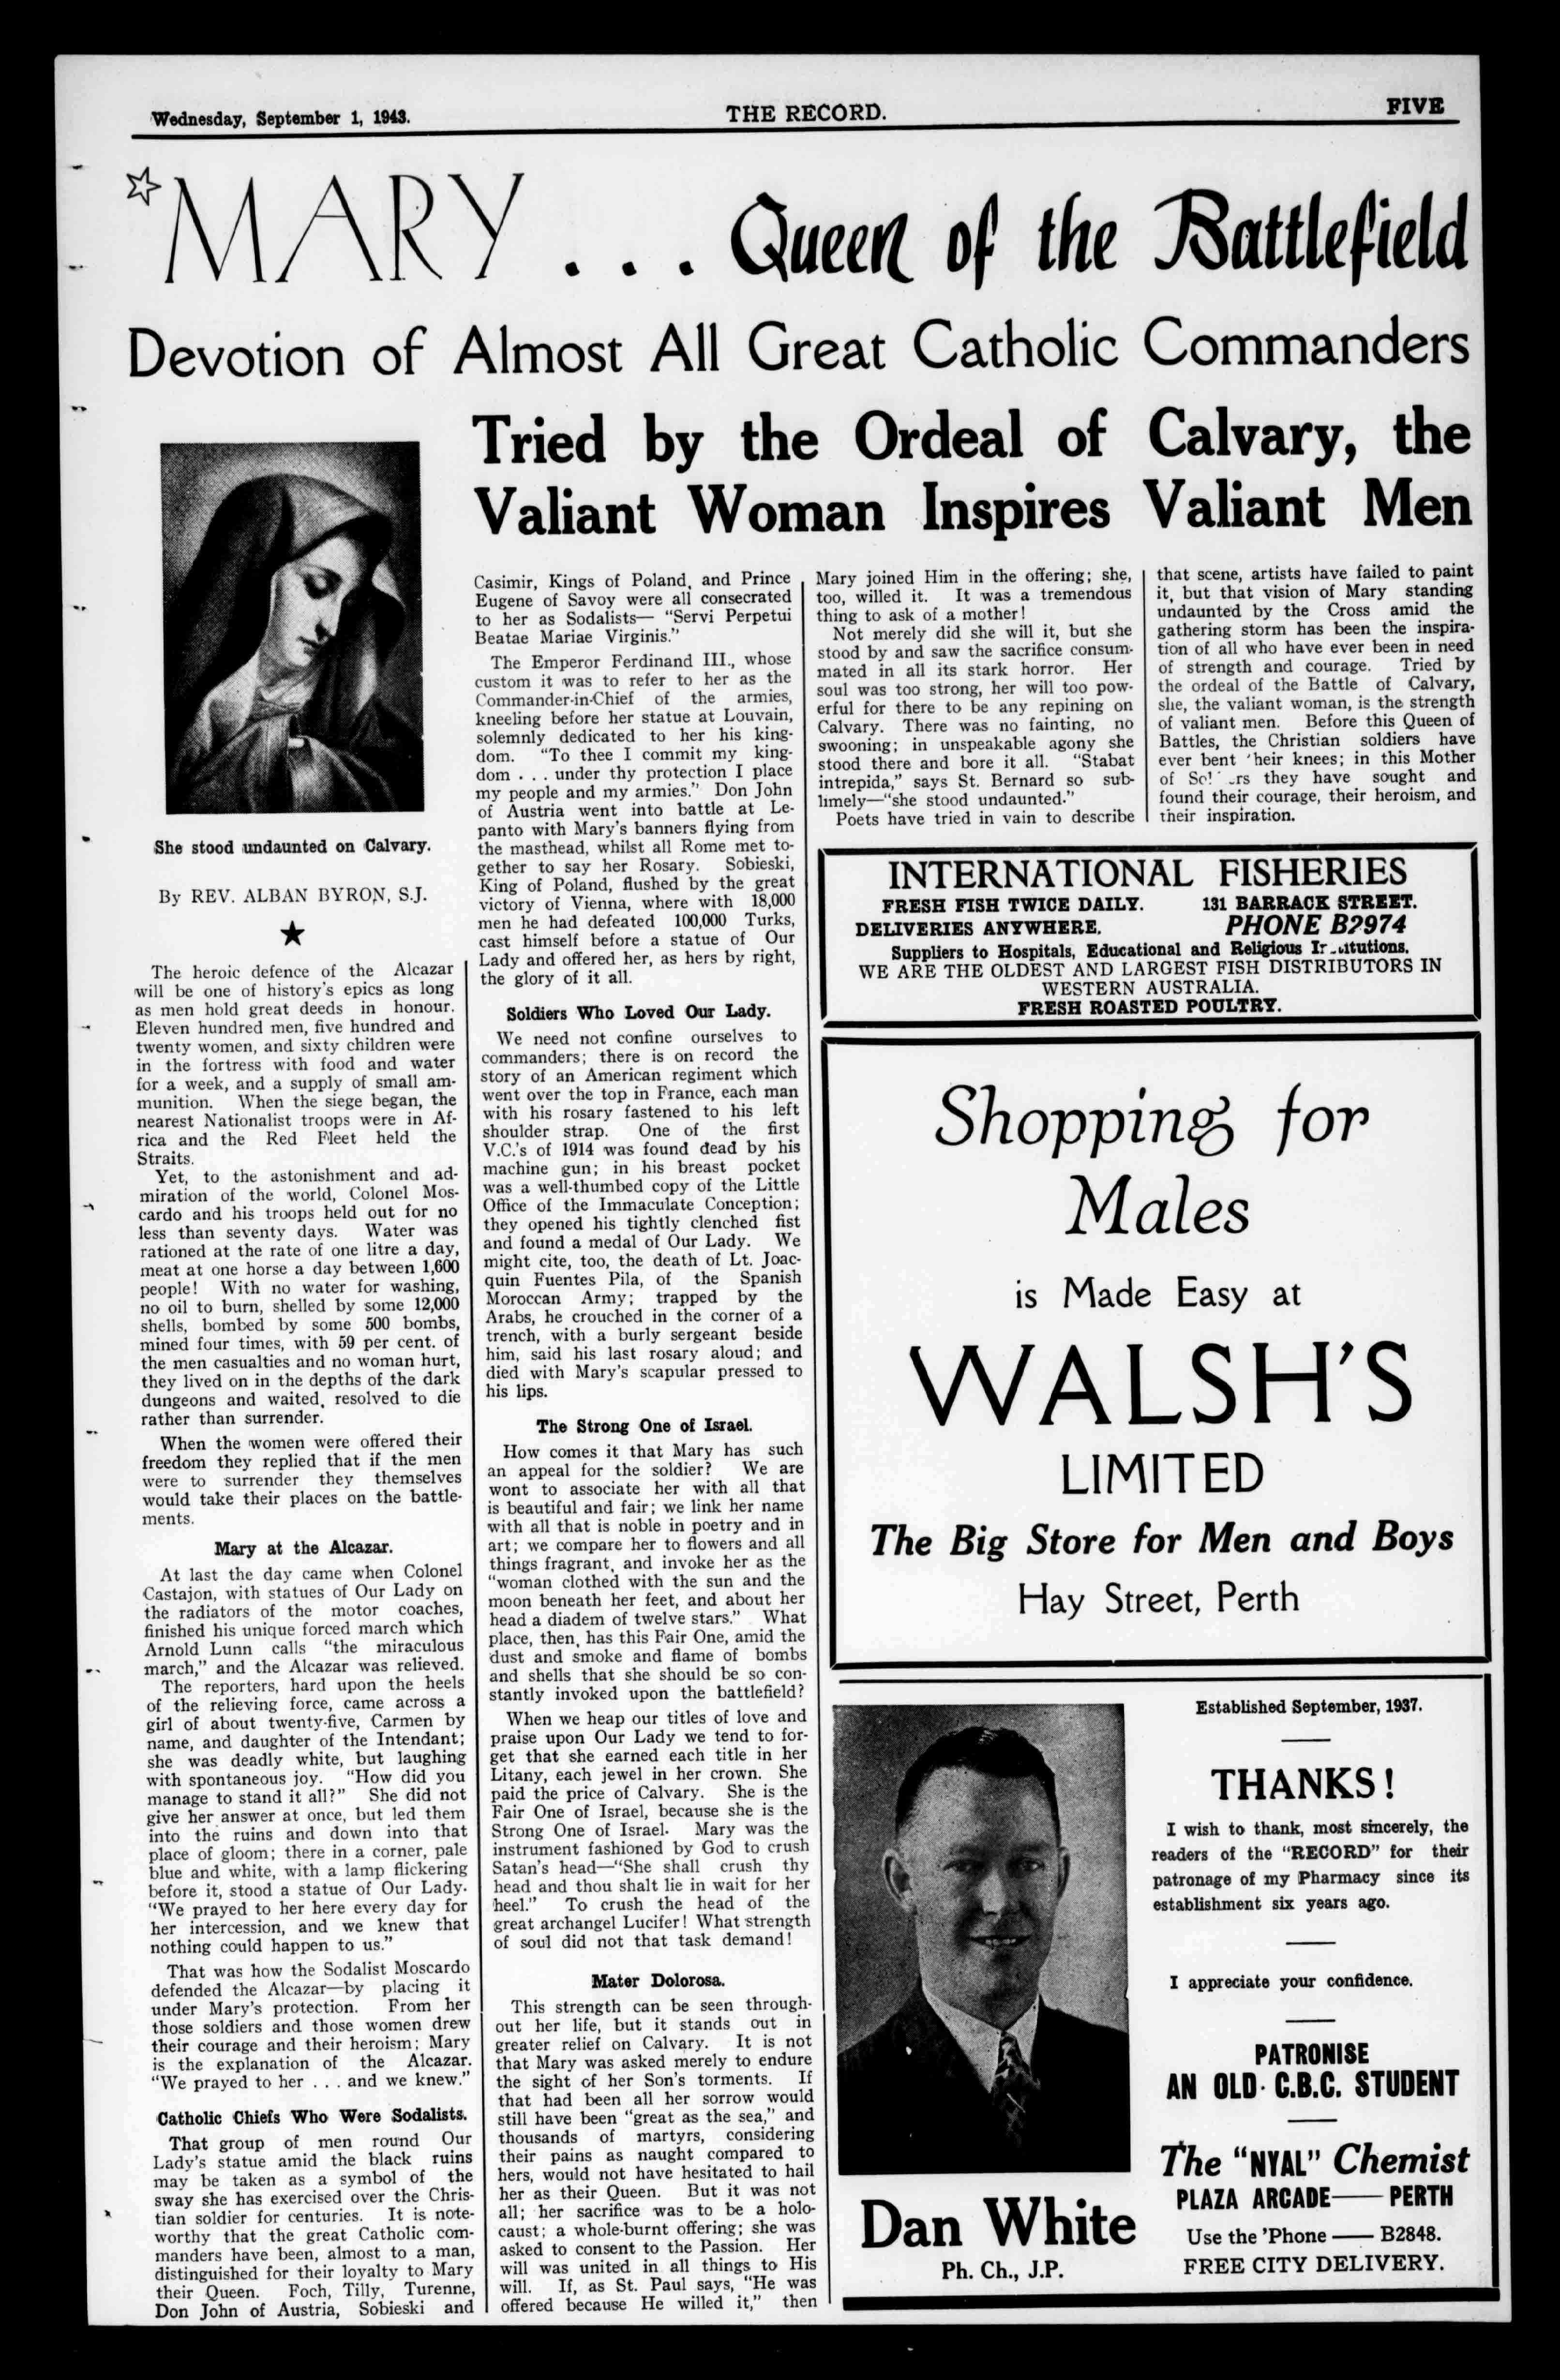 Wednesday, September 1, 1943.
THE RECORD.
FIVE
MARY . . . Queen of the Battlefield
Devotion of Almost All Great Catholic Commanders
Tried by the Ordeal of Calvary, the
Valiant Woman Inspires Valiant Men
She stood undaunted on Calvary.
By REV. ALBAN BYRON, S.J.
The heroic defence of the Alcazar
will be one of history's epics as long
as men hold great deeds in honour.
Eleven hundred men, five hundred and
twenty women, and sixty children were
in the fortress with food and water
for a week, and a supply of small am-
munition. When the siege began, the
nearest Nationalist troops were in Af-
rica and the Red Fleet held the
Straits.
Yet, to the astonishment and ad-
miration of the world, Colonel Mos-
cardo and his troops held out for no
less than seventy days. Water was
rationed at the rate of one litre a day,
meat at one horse a day between 1,600
people! With no water for washing,
no oil to burn, shelled by some 12,000
shells, bombed by some 500 bombs,
mined four times, with 59 per cent. of
the men casualties and no woman hurt,
they lived on in the depths of the dark
dungeons and waited, resolved to die
rather than surrender.
When the women were offered their
freedom they replied that if the men
were to surrender they themselves
would take their places on the battle-
ments.
Mary at the Alcazar.
At last the day came when Colonel
Castajon, with statues of Our Lady on
the radiators of the motor coaches,
finished his unique forced march which
Arnold Lunn calls "the miraculous
march," and the Alcazar was relieved.
The reporters, hard upon the heels
of the relieving force, came across a
girl of about twenty-five, Carmen by
name, and daughter of the Intendant;
she was deadly white, but laughing
with spontaneous joy. "How did you
manage to stand it all?" She did not
give her answer at once, but led them
into the ruins and down into that
place of gloom; there in a corner, pale
blue and white, with a lamp flickering
before it, stood a statue of Our Lady.
"We prayed to her here every day for
her intercession, and we knew that
nothing could happen to us."
That was how the Sodalist Moscardo
defended the Alcazar—by placing it
under Mary's protection. From her
those soldiers and those women drew
their courage and their heroism; Mary
is the explanation of the Alcazar.
"We prayed to her . . . and we knew."
Catholic Chiefs Who Were Sodalists.
That group of men round Our
Lady's statue amid the black ruins
may be taken as a symbol of the
sway she has exercised over the Chris-
tian soldier for centuries. It is note-
worthy that the great Catholic com-
manders have been, almost to a man,
distinguished for their loyalty to Mary
their Queen. Foch, Tilly, Turenne,
Don John of Austria, Sobieski and
Casimir, Kings of Poland, and Prince
Eugene of Savoy were all consecrated
to her as Sodalists— "Servi Perpetui
Beatae Mariae Virginis."
The Emperor Ferdinand III., whose
custom it was to refer to her as the
Commander-in-Chief of the armies,
kneeling before her statue at Louvain,
solemnly dedicated to her his king-
dom. "To thee I commit my king-
dom . . . under thy protection I place
my people and my armies." Don John
of Austria went into battle at Le-
panto with Mary's banners flying from
the masthead, whilst all Rome met to-
gether to say her Rosary. Sobieski,
King of Poland, flushed by the great
victory of Vienna, where with 18,000
men he had defeated 100,000 Turks,
cast himself before a statue of Our
Lady and offered her, as hers by right,
the glory of it all.
Soldiers Who Loved Our Lady.
We need not confine ourselves to
commanders; there is on record the
story of an American regiment which
went over the top in France, each man
with his rosary fastened to his left
shoulder strap. One of the first
V.C.'s of 1914 was found dead by his
machine gun; in his breast pocket
was a well-thumbed copy of the Little
Office of the Immaculate Conception;
they opened his tightly clenched fist
and found a medal of Our Lady. We
might cite, too, the death of Lt. Joac-
quin Fuentes Pila, of the Spanish
Moroccan Army; trapped by the
Arabs, he crouched in the corner of a
trench, with a burly sergeant beside
him, said his last rosary aloud; and
died with Mary's scapular pressed to
his lips.
The Strong One of Israel.
How comes it that Mary has such
an appeal for the soldier? We are
wont to associate her with all that
is beautiful and fair; we link her name
with all that is noble in poetry and in
art; we compare her to flowers and all
things fragrant, and invoke her as the
"woman clothed with the sun and the
moon beneath her feet, and about her
head a diadem of twelve stars." What
place, then, has this Fair One, amid the
dust and smoke and flame of bombs
and shells that she should be so con-
stantly invoked upon the battlefield?
When we heap our titles of love and
praise upon Our Lady we tend to for-
get that she earned each title in her
Litany, each jewel in her crown. She
paid the price of Calvary. She is the
Fair One of Israel, because she is the
Strong One of Israel. Mary was the
instrument fashioned by God to crush
Satan's head—"She shall crush thy
head and thou shalt lie in wait for her
heel." To crush the head of the
great archangel Lucifer! What strength
of soul did not that task demand!
Mater Dolorosa.
This strength can be seen through-
out her life, but it stands out in
greater relief on Calvary. It is not
that Mary was asked merely to endure
the sight of her Son's torments. If
that had been all her sorrow would
still have been "great as the sea," and
thousands of martyrs, considering
their pains as naught compared to
hers, would not have hesitated to hail
her as their Queen. But it was not
all; her sacrifice was to be a holo-
caust; a whole-burnt offering; she was
asked to consent to the Passion. Her
will was united in all things to His
will. If, as St. Paul says, "He was
offered because He willed it," then
Mary joined Him in the offering; she,
too, willed it. It was a tremendous
thing to ask of a mother!
Not merely did she will it, but she
stood by and saw the sacrifice consum-
mated in all its stark horror. Her
soul was too strong, her will too pow-
erful for there to be any repining on
Calvary. There was no fainting, no
swooning; in unspeakable agony she
stood there and bore it all. "Stabat
intrepida," says St. Bernard so sub-
limely—"she stood undaunted."
Poets have tried in vain to describe
that scene, artists have failed to paint
it, but that vision of Mary standing
undaunted by the Cross amid the
gathering storm has been the inspira-
tion of all who have ever been in need
of strength and courage. Tried by
the ordeal of the Battle of Calvary,
she, the valiant woman, is the strength
of valiant men. Before this Queen of
Battles, the Christian soldiers have
ever bent 'heir knees; in this Mother
of they have sought and
found their courage, their heroism, and
their inspiration.
INTERNATIONAL FISHERIES
FRESH FISH TWICE DAILY. 131 BARRACK STREET.
DELIVERIES ANYWHERE. PHONE B2974
Suppliers to Hospitals, Educational and Religious
WE ARE THE OLDEST AND LARGEST FISH DISTRIBUTORS IN
WESTERN AUSTRALIA.
FRESH ROASTED POULTRY.
Shopping for
Males
is Made Easy at
WALSH'S
LIMITED
The Big Store for Men and Boys
Hay Street, Perth
Dan White
Ph. Ch., J.P.
Established September, 1937.
THANKS!
I wish to thank, most sincerely, the
readers of the "RECORD" for their
patronage of my Pharmacy since its
establishment six years ago.
I appreciate your confidence.
PATRONISE
AN OLD C.B.C. STUDENT
The "NYAL" Chemist
PLAZA ARCADE—PERTH
Use the 'Phone — B2848.
FREE CITY DELIVERY.